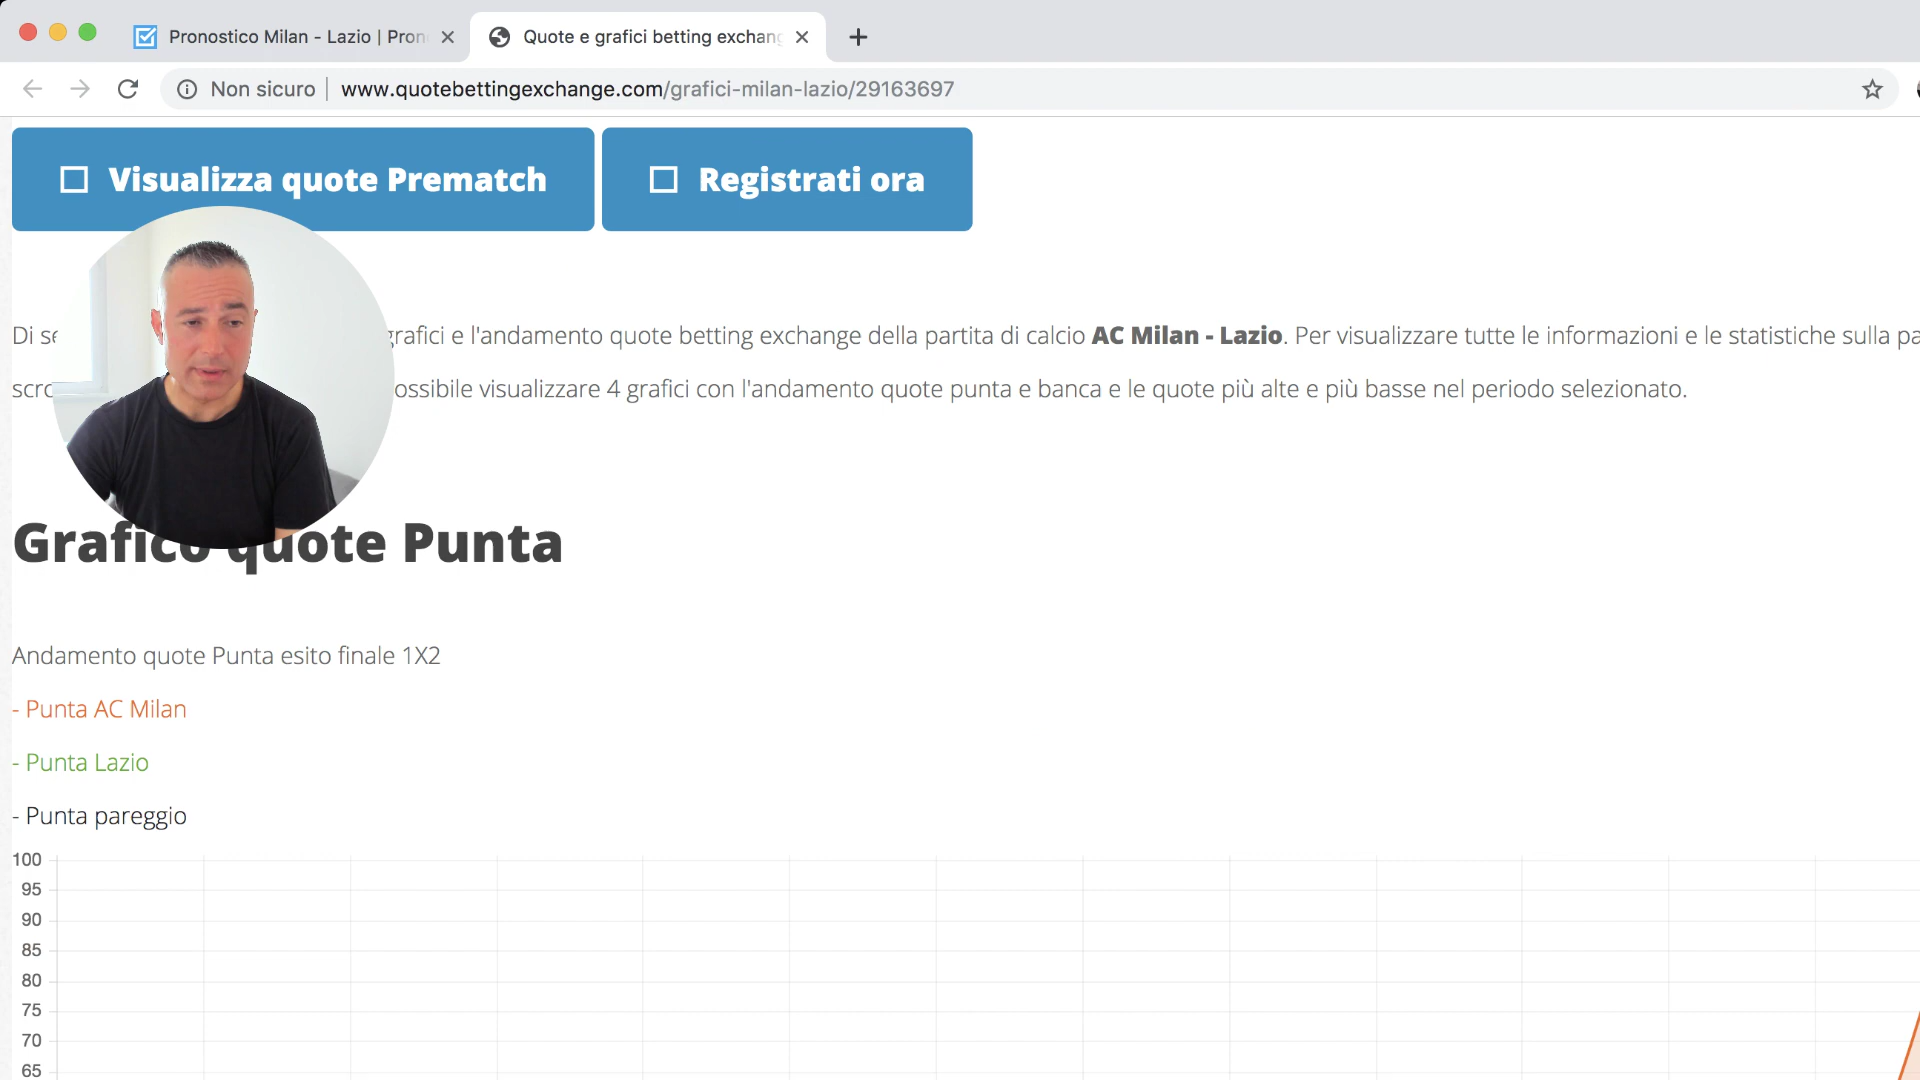 Pronostico Milan - Lazio | Pron
Quote e grafici betting exchang
Non sicuro
www.quotebettingexchange.com/grafici-milan-lazio/29163697
Visualizza quote Prematch
Registrati ora
Di grafici e l'andamento quote betting exchange della partita di calcio AC Milan - Lazio. Per visualizzare tutte le informazioni e le statistiche sulla
ossibile visualizzare 4 grafici con l'andamento quote punta e banca e le quote più alte e più basse nel periodo selezionato.
Grafico quote Punta
Andamento quote Punta esito finale 1X2
- Punta AC Milan
- Punta Lazio
- Punta pareggio
100
95
90
85
80
75
70
65